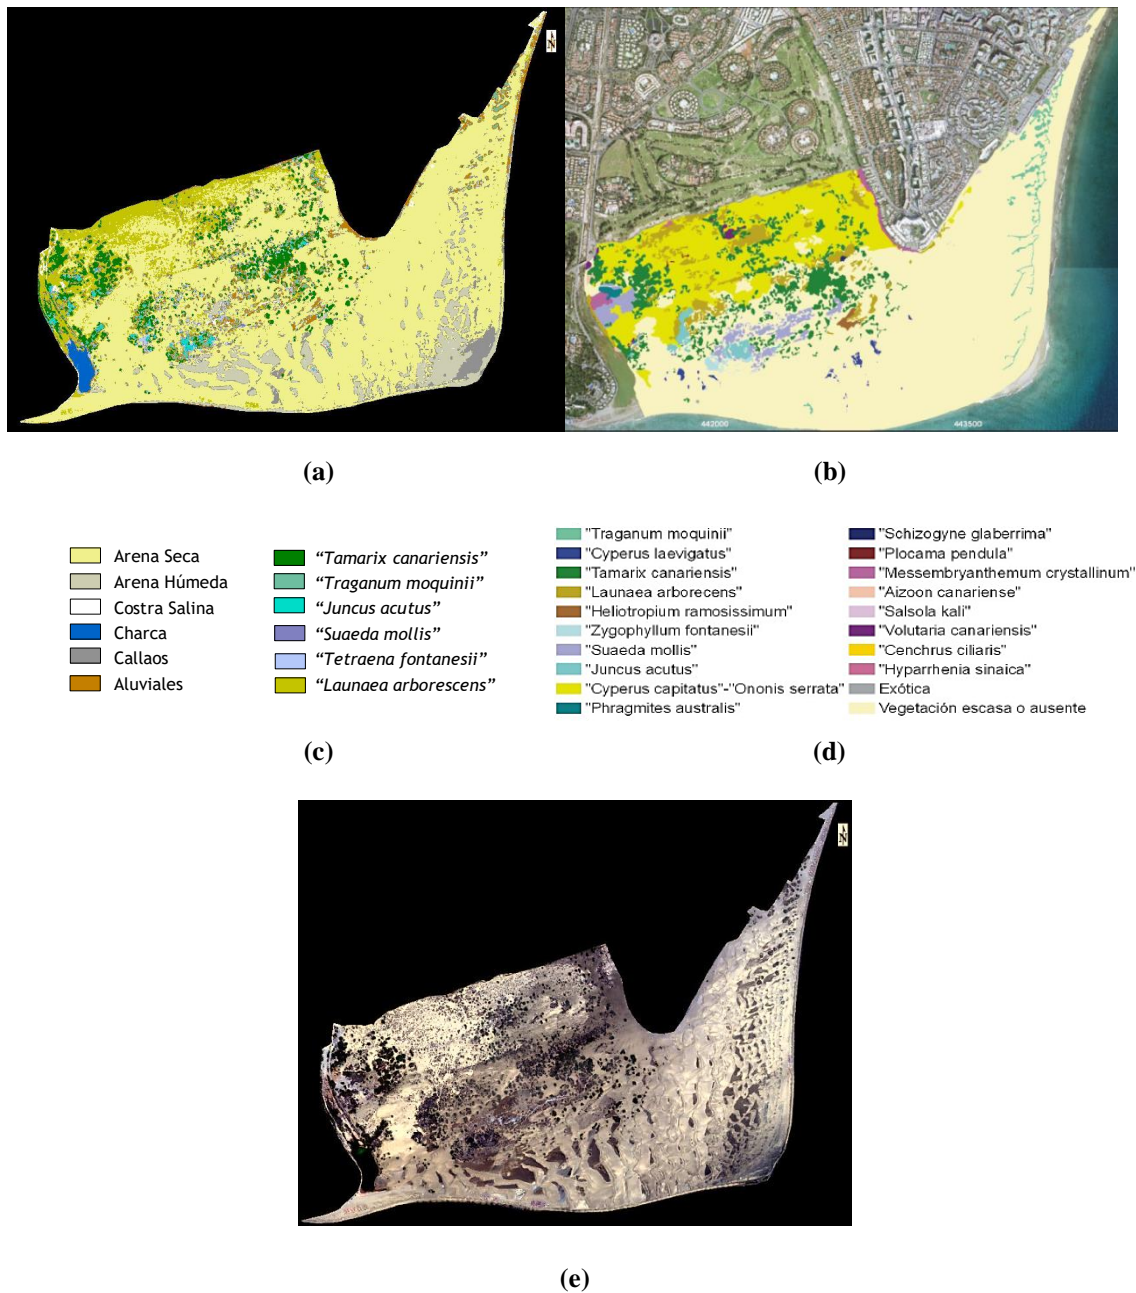 N
442000 443500
(a) (b)
Arena Seca
Arena Húmeda
Costra Salina
Charca
Callaos
Aluviales
“Tamarix canariensis”
“Traganum moquinii”
“Juncus acutus”
“Suaeda mollis”
“Tetraena fontanesii”
“Launaea arborescens”
"Traganum moquinii"
"Cyperus laevigatus"
"Tamarix canariensis"
"Launaea arborecens"
"Heliotropium ramosissimum"
"Zygophyllum fontanesii"
"Suaeda mollis"
"Juncus acutus"
"Cyperus capitatus"-"Ononis serrata"
"Phragmites australis"
"Schizogyne glaberrima"
"Plocama pendula"
"Messembryanthemum crystallinum"
"Aizoon canariense"
"Salsola kali"
"Volutaria canariensis"
"Cenchrus ciliaris"
"Hyparrhenia sinaica"
Exótica
Vegetación escasa o ausente
(c) (d)
N
(e)